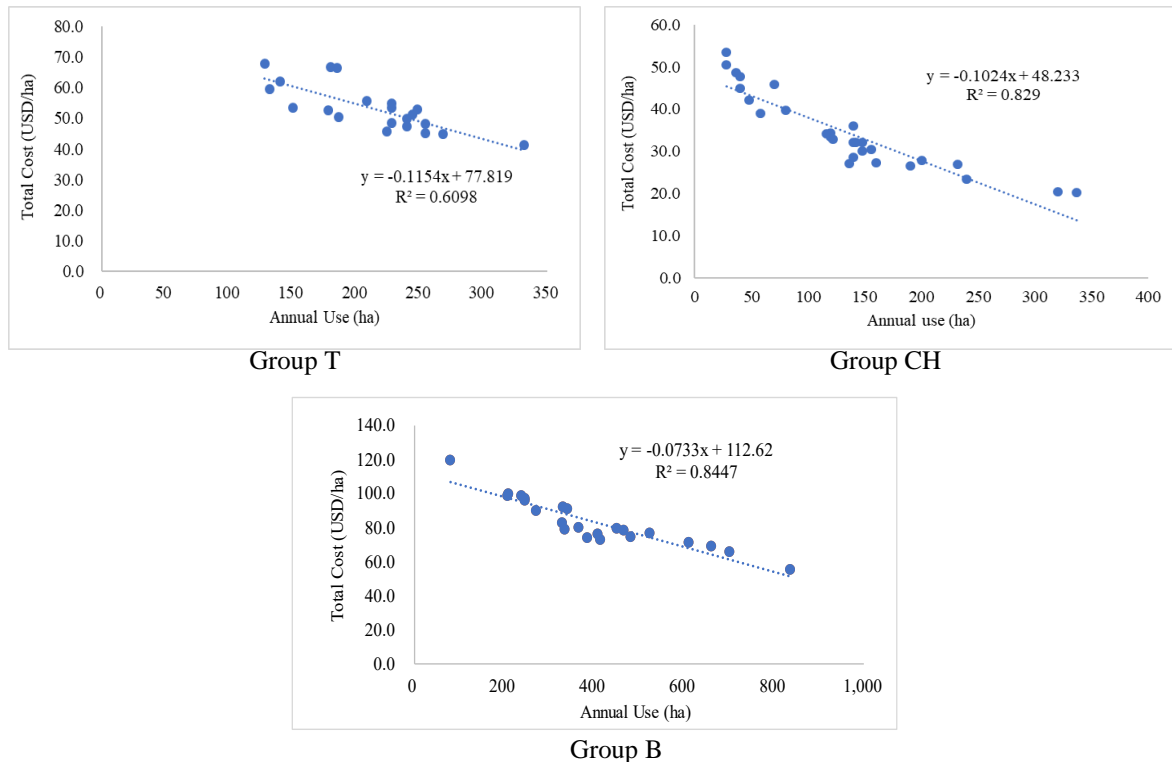 80.0
70.0
60.0
50.0
40.0
30.0
20.0
10.0
0.0
Total Cost (USD/ha)
y = -0.1154x + 77.819
R² = 0.6098
0 50 100 150 200 250 300 350
Annual Use (ha)
Group T
60.0
50.0
40.0
30.0
20.0
10.0
0.0
Total Cost (USD/ha)
y = -0.1024x + 48.233
R² = 0.829
0 50 100 150 200 250 300 350 400
Annual use (ha)
Group CH
140.0
120.0
100.0
80.0
60.0
40.0
20.0
0.0
Total Cost (USD/ha)
y = -0.0733x + 112.62
R² = 0.8447
0 200 400 600 800 1,000
Annual Use (ha)
Group B